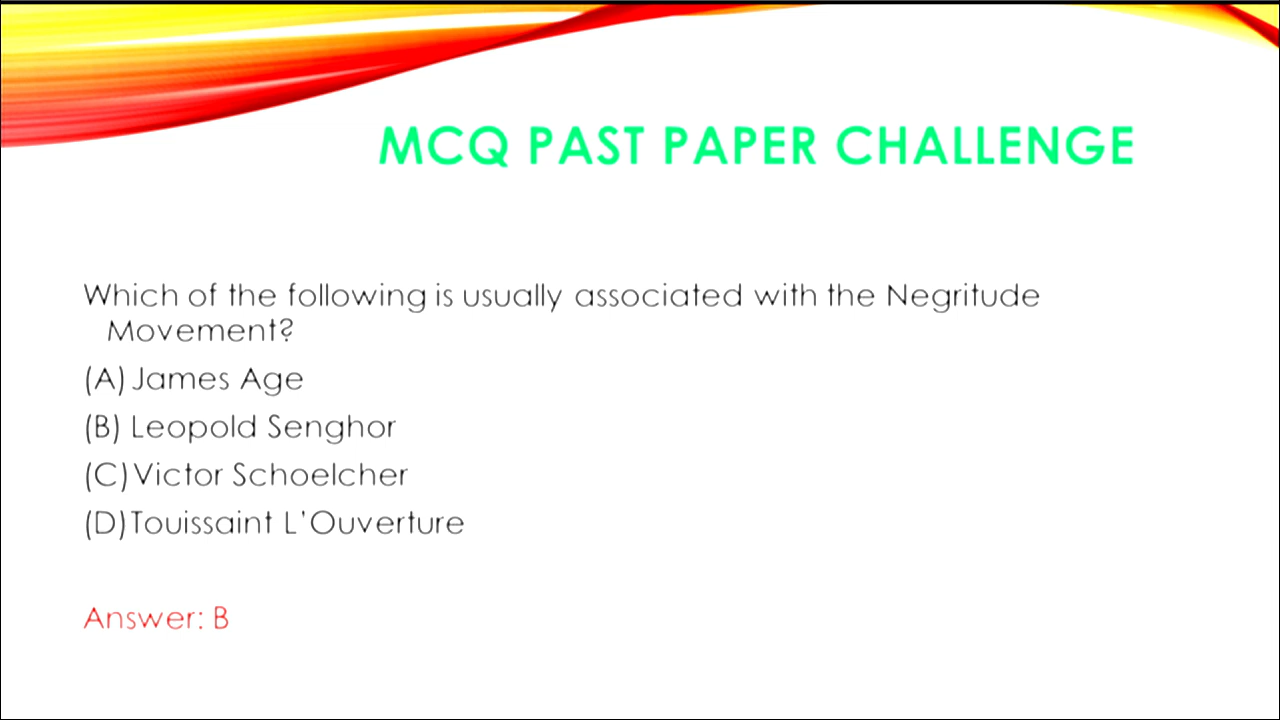 MCQ PAST PAPER CHALLENGE
Which of the following is usually associated with the Negritude
Movement?
(A) James Age
(B) Leopold Senghor
(C) Victor Schoelcher
(D) Touissaint L'Ouverture
Answer: B